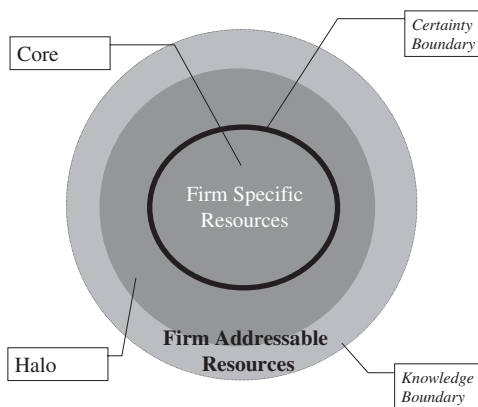 Certainty
Boundary
Core
Firm Specific
Resources
Firm Addressable
Resources
Halo
Knowledge
Boundary